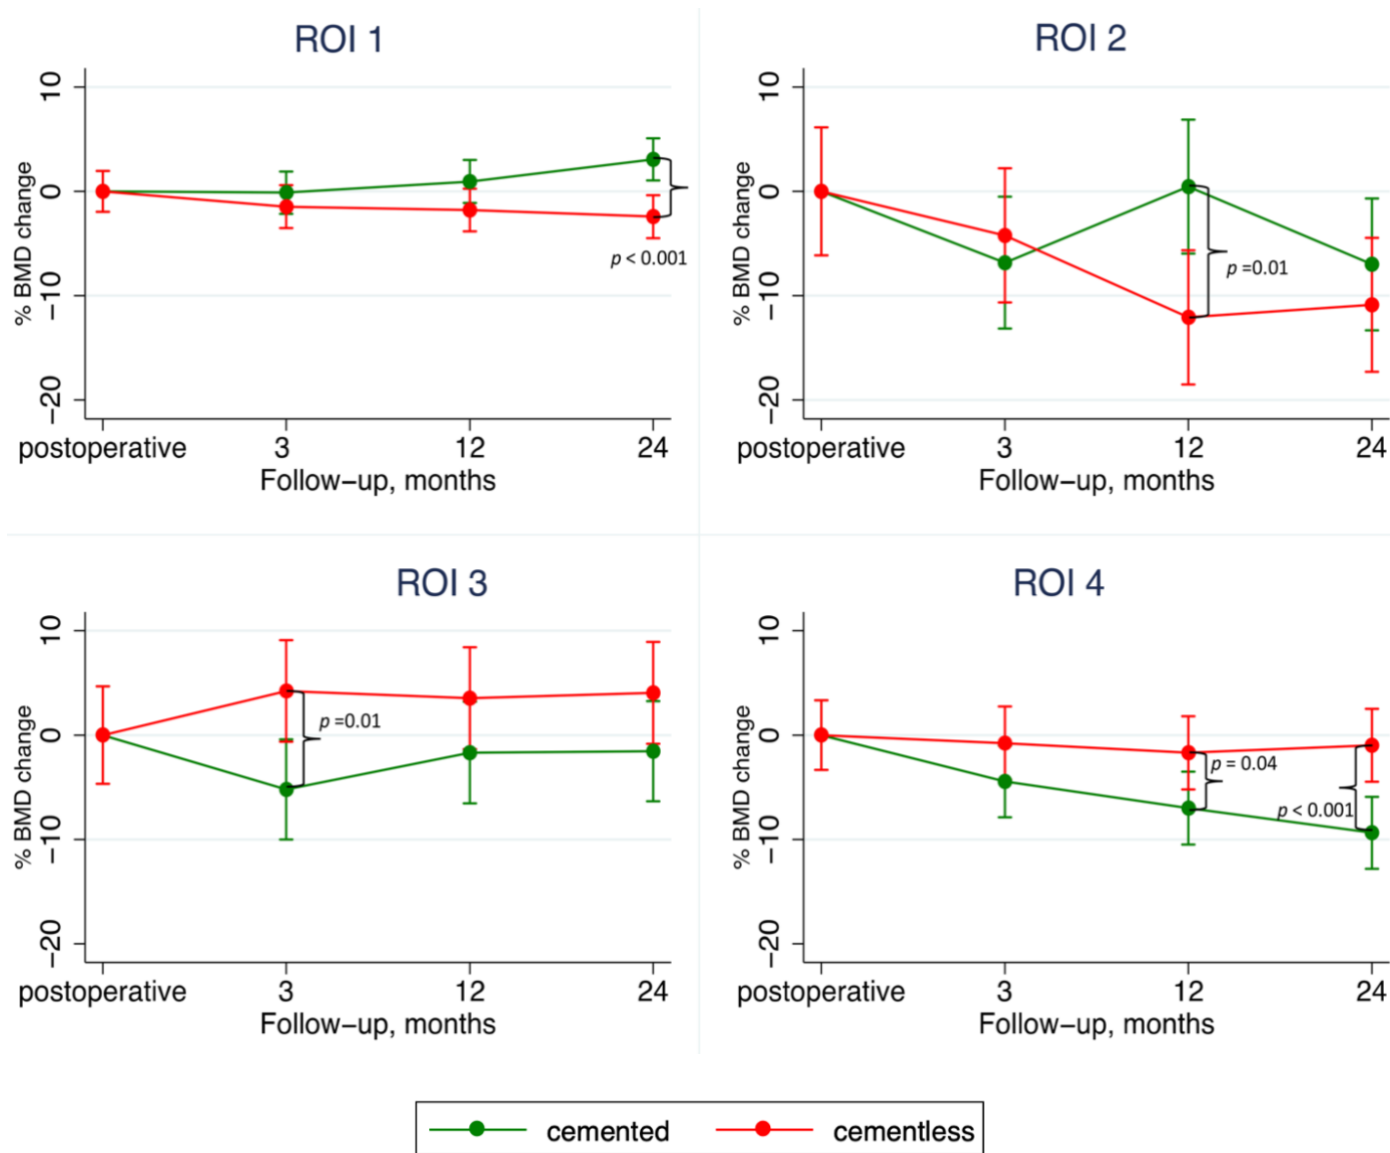 ROI 1
% BMD change
10
0
−10
−20
p < 0.001
postoperative 3 12 24
Follow−up, months
ROI 2
% BMD change
10
0
−10
−20
p =0.01
postoperative 3 12 24
Follow−up, months
ROI 3
% BMD change
10
0
−10
−20
p =0.01
postoperative 3 12 24
Follow−up, months
ROI 4
% BMD change
10
0
−10
−20
p = 0.04
p < 0.001
postoperative 3 12 24
Follow−up, months
cemented cementless